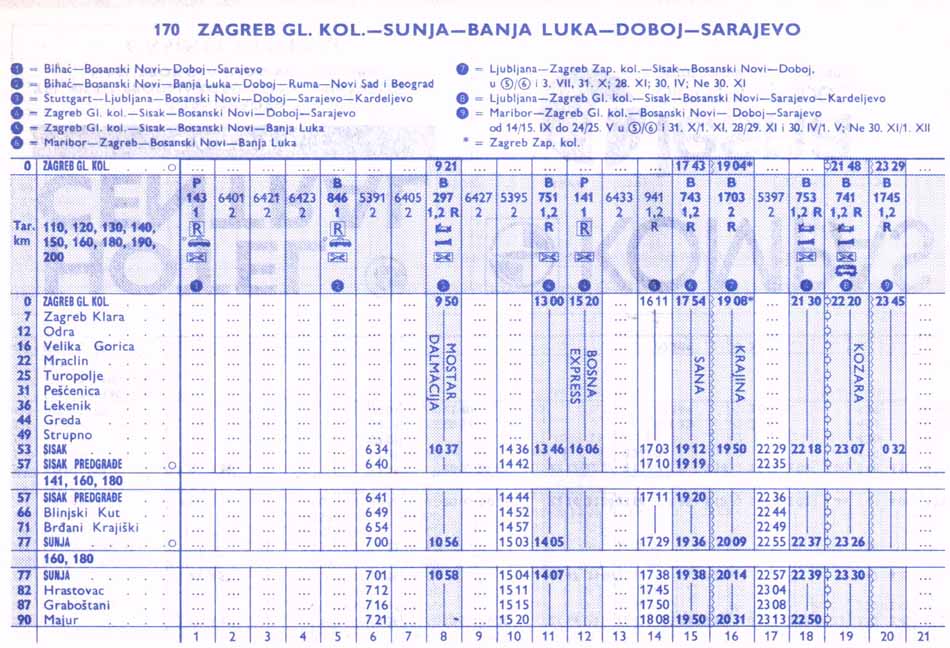 170 ZAGREB GL. KOL.—SUNJA—BANJA LUKA—DOBOJ—SARAJEVO
1 = Bihać—Bosanski Novi—Doboj—Sarajevo
2 = Bihać—Bosanski Novi—Banja Luka—Doboj—Ruma—Novi Sad i Beograd
3 = Stuttgart—Ljubljana—Bosanski Novi—Doboj—Sarajevo—Kardeljevo
4 = Zagreb Gl. kol.—Sisak—Bosanski Novi—Doboj—Sarajevo
5 = Zagreb Gl. kol.—Sisak—Bosanski Novi—Banja Luka
6 = Maribor—Zagreb—Bosanski Novi—Banja Luka
7 = Ljubljana—Zagreb Zap. kol.—Sisak—Bosanski Novi—Doboj,
u ⑤/⑥ i 3. VII, 31. X; 28. XI; 30. IV; Ne 30. XI
8 = Ljubljana—Zagreb Gl. kol.—Sisak—Bosanski Novi—Sarajevo—Kardeljevo
9 = Maribor—Zagreb Gl. kol.—Sisak—Bosanski Novi—Doboj
od 14/15. IX do 24/25. V u ⑤/⑥ i 31. X/1. XI, 28/29. XI i 30. IV/1. V; Ne 30. XI/1. XII
* = Zagreb Zap. kol.
0 ZAGREB GL. KOL. 9 21 17 43 19 04* 21 48 23 29
P B B B P B B B B B
143 6401 6421 6423 846 5391 6405 297 6427 5395 751 141 6433 941 743 1703 5397 753 741 1745
1 2 2 2 1 2 2 1,2 R 2 2 1,2 1 2 1,2 1,2 2 2 1,2 R 1,2 R 1,2
Tar. 110, 120, 130, 140, R R R R R R R R
km 150, 160, 180, 190,
200
1 2 3 4 4 5 6 7 4 8 9
0 ZAGREB GL. KOL. ... ... ... ... ... ... ... 9 50 ... ... 13 00 15 20 ... 16 11 17 54 19 08* ... 21 30 22 20 23 45 ...
7 Zagreb Klara
12 Odra
16 Velika Gorica
22 Mraclin
25 Turopolje
31 Pešćenica
36 Lekenik
44 Greda
49 Strupno
MOSTAR DALMACIJA
BOSNA EXPRESS
SANA
KRAJINA
KOZARA
53 SISAK ... ... ... ... ... 6 34 ... 10 37 ... 14 36 13 46 16 06 ... 17 03 19 12 19 50 22 29 22 18 23 07 0 32 ...
57 SISAK PREDGRAĐE ... ... ... ... ... 6 40 ... ... 14 42 ... 17 10 19 19 22 35 ...
141, 160, 180
57 SISAK PREDGRAĐE ... ... ... ... ... 6 41 ... ... 14 44 ... 17 11 19 20 22 36 ...
66 Blinjski Kut ... ... ... ... ... 6 49 ... ... 14 52 ... 22 44 ...
71 Brđani Krajiški ... ... ... ... ... 6 54 ... ... 14 57 ... 22 49 ...
77 SUNJA ... ... ... ... ... 7 00 ... 10 56 ... 15 03 14 05 ... 17 29 19 36 20 09 22 55 22 37 23 26 ...
160, 180
77 SUNJA ... ... ... ... ... 7 01 ... 10 58 ... 15 04 14 07 ... 17 38 19 38 20 14 22 57 22 39 23 30 ...
82 Hrastovac ... ... ... ... ... 7 12 ... ... 15 11 ... 17 45 23 04 ...
87 Graboštani ... ... ... ... ... 7 16 ... ... 15 15 ... 17 50 23 08 ...
90 Majur ... ... ... ... ... 7 21 ... ... 15 20 ... 18 08 19 50 20 31 23 13 22 50 ...
1 2 3 4 5 6 7 8 9 10 11 12 13 14 15 16 17 18 19 20 21